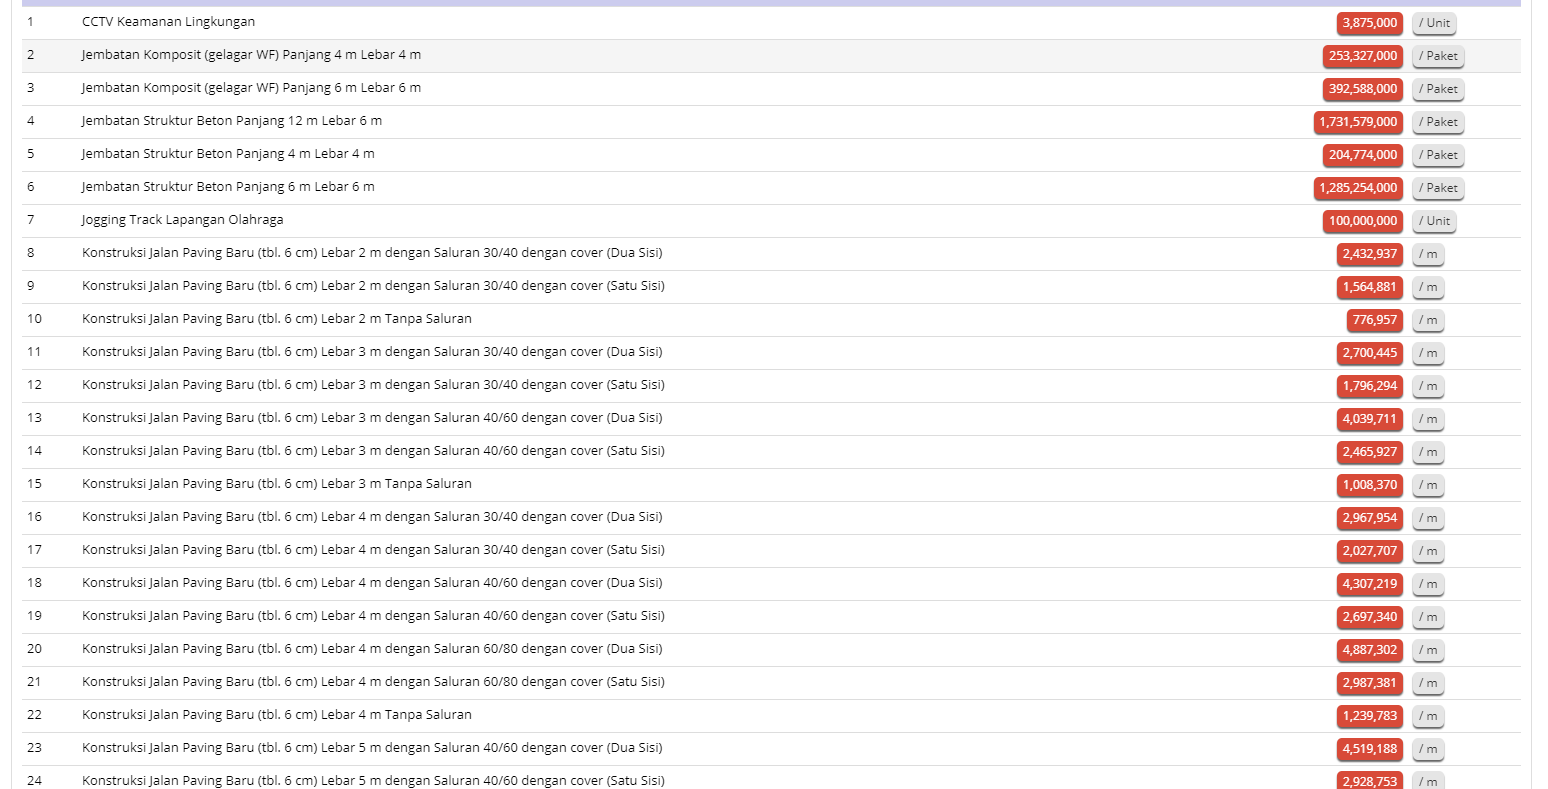 1 CCTV Keamanan Lingkungan 3,875,000 / Unit
2 Jembatan Komposit (gelagar WF) Panjang 4 m Lebar 4 m 253,327,000 / Paket
3 Jembatan Komposit (gelagar WF) Panjang 6 m Lebar 6 m 392,588,000 / Paket
4 Jembatan Struktur Beton Panjang 12 m Lebar 6 m 1,731,579,000 / Paket
5 Jembatan Struktur Beton Panjang 4 m Lebar 4 m 204,774,000 / Paket
6 Jembatan Struktur Beton Panjang 6 m Lebar 6 m 1,285,254,000 / Paket
7 Jogging Track Lapangan Olahraga 100,000,000 / Unit
8 Konstruksi Jalan Paving Baru (tbl. 6 cm) Lebar 2 m dengan Saluran 30/40 dengan cover (Dua Sisi) 2,432,937 / m
9 Konstruksi Jalan Paving Baru (tbl. 6 cm) Lebar 2 m dengan Saluran 30/40 dengan cover (Satu Sisi) 1,564,881 / m
10 Konstruksi Jalan Paving Baru (tbl. 6 cm) Lebar 2 m Tanpa Saluran 776,957 / m
11 Konstruksi Jalan Paving Baru (tbl. 6 cm) Lebar 3 m dengan Saluran 30/40 dengan cover (Dua Sisi) 2,700,445 / m
12 Konstruksi Jalan Paving Baru (tbl. 6 cm) Lebar 3 m dengan Saluran 30/40 dengan cover (Satu Sisi) 1,796,294 / m
13 Konstruksi Jalan Paving Baru (tbl. 6 cm) Lebar 3 m dengan Saluran 40/60 dengan cover (Dua Sisi) 4,039,711 / m
14 Konstruksi Jalan Paving Baru (tbl. 6 cm) Lebar 3 m dengan Saluran 40/60 dengan cover (Satu Sisi) 2,465,927 / m
15 Konstruksi Jalan Paving Baru (tbl. 6 cm) Lebar 3 m Tanpa Saluran 1,008,370 / m
16 Konstruksi Jalan Paving Baru (tbl. 6 cm) Lebar 4 m dengan Saluran 30/40 dengan cover (Dua Sisi) 2,967,954 / m
17 Konstruksi Jalan Paving Baru (tbl. 6 cm) Lebar 4 m dengan Saluran 30/40 dengan cover (Satu Sisi) 2,027,707 / m
18 Konstruksi Jalan Paving Baru (tbl. 6 cm) Lebar 4 m dengan Saluran 40/60 dengan cover (Dua Sisi) 4,307,219 / m
19 Konstruksi Jalan Paving Baru (tbl. 6 cm) Lebar 4 m dengan Saluran 40/60 dengan cover (Satu Sisi) 2,697,340 / m
20 Konstruksi Jalan Paving Baru (tbl. 6 cm) Lebar 4 m dengan Saluran 60/80 dengan cover (Dua Sisi) 4,887,302 / m
21 Konstruksi Jalan Paving Baru (tbl. 6 cm) Lebar 4 m dengan Saluran 60/80 dengan cover (Satu Sisi) 2,987,381 / m
22 Konstruksi Jalan Paving Baru (tbl. 6 cm) Lebar 4 m Tanpa Saluran 1,239,783 / m
23 Konstruksi Jalan Paving Baru (tbl. 6 cm) Lebar 5 m dengan Saluran 40/60 dengan cover (Dua Sisi) 4,519,188 / m
24 Konstruksi Jalan Paving Baru (tbl. 6 cm) Lebar 5 m dengan Saluran 40/60 dengan cover (Satu Sisi) 2,928,753 / m